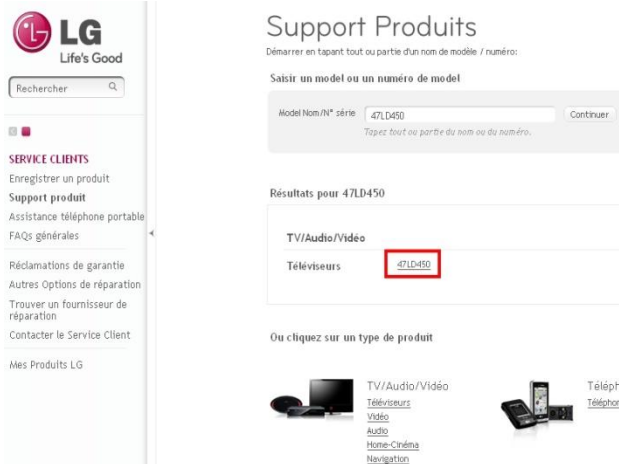 LG
Life's Good
Rechercher
SERVICE CLIENTS
Enregistrer un produit
Support produit
Assistance téléphone portable
FAQs générales
Réclamations de garantie
Autres Options de réparation
Trouver un fournisseur de
réparation
Contacter le Service Client
Mes Produits LG
Support Produits
Démarrer en tapant tout ou partie d'un nom de modèle / numéro:
Saisir un model ou un numéro de model
Model Nom/N° série 47LD450 Continuer
Tapez tout ou partie du nom ou du numéro.
Résultats pour 47LD450
TV/Audio/Vidéo
Téléviseurs 47LD450
Ou cliquez sur un type de produit
TV/Audio/Vidéo
Téléviseurs
Vidéo
Audio
Home-Cinéma
Navigation
Téléph
Téléphon